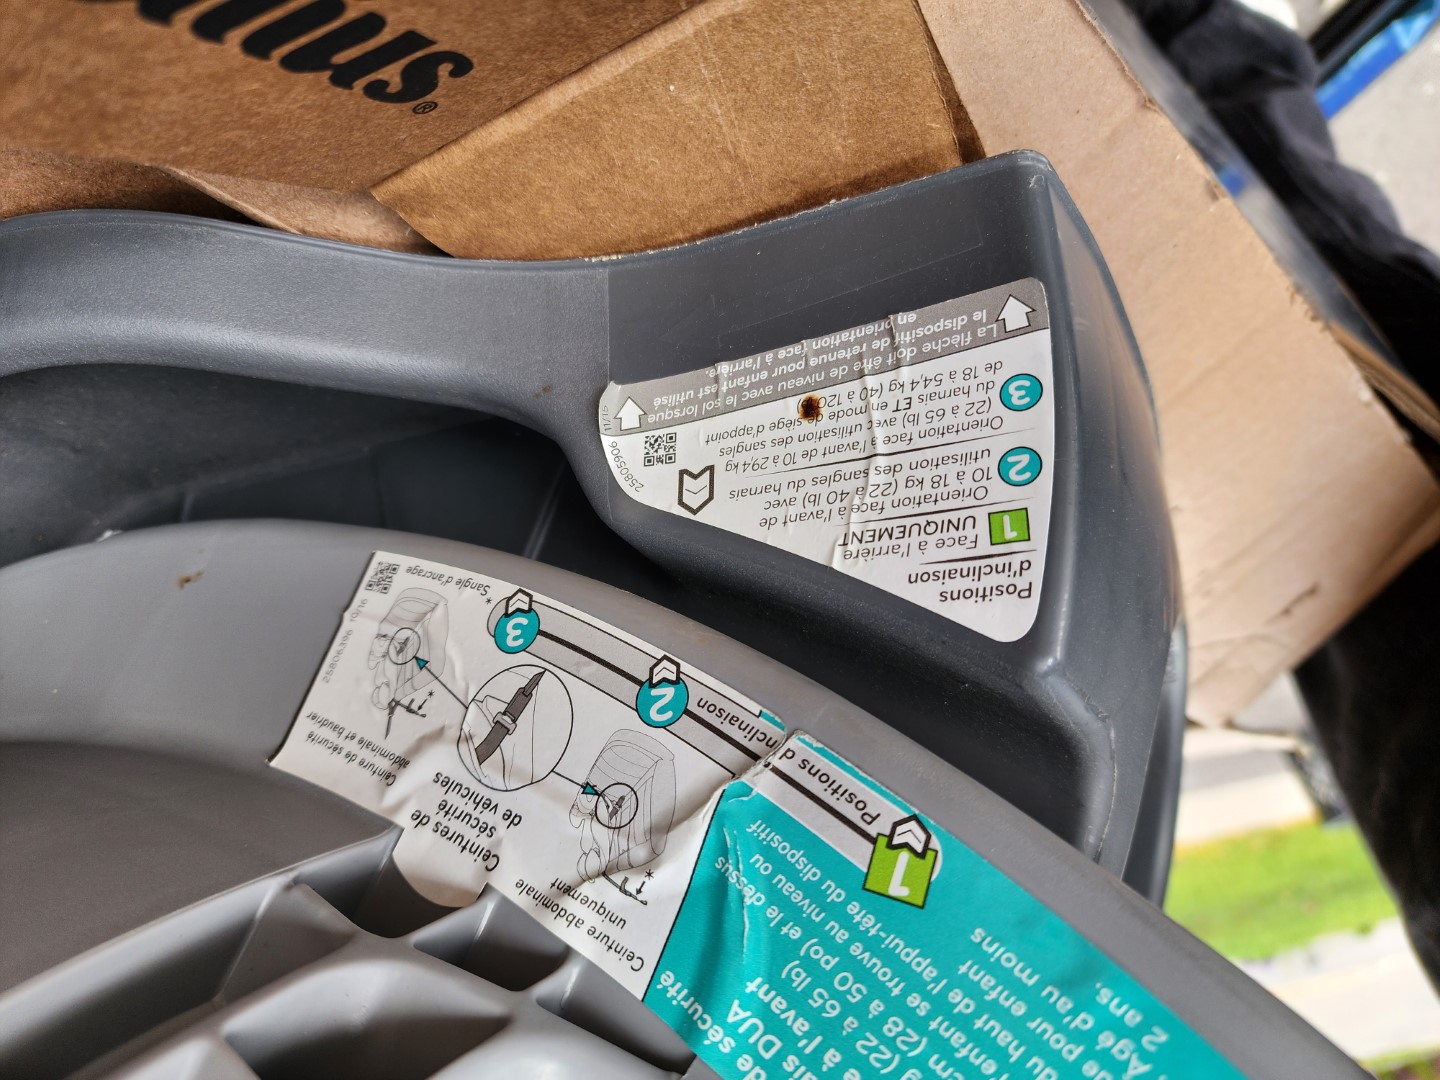 de sécurité
ais DUA
e à l'avant
g (22 à 65 lb)
cm (28 à 50 po) et le dessus
l'enfant se trouve au niveau ou
du haut de l'appui-tête du dispositif
ue pour enfant
Âgé d'au moins
2 ans.
1
Positions d'inclinaison
2
3
Ceinture abdominale
uniquement
*
Ceintures de
sécurité
de véhicules
Ceinture de sécurité
abdominale et baudrier
*
25806396 10/16
*Sangle d'ancrage
Positions
d'inclinaison
1 Face à l'arrière
UNIQUEMENT
2 Orientation face à l'avant de
10 à 18 kg (22 à 40 lb) avec
utilisation des sangles du harnais
3 Orientation face à l'avant de 10 à 29,4 kg
(22 à 65 lb) avec utilisation des sangles
du harnais ET en mode de siège d'appoint
de 18 à 54,4 kg (40 à 120
25805906 11/15
La flèche doit être de niveau avec le sol lorsque
le dispositif de retenue pour enfant est utilisé
en orientation face à l'arrière.